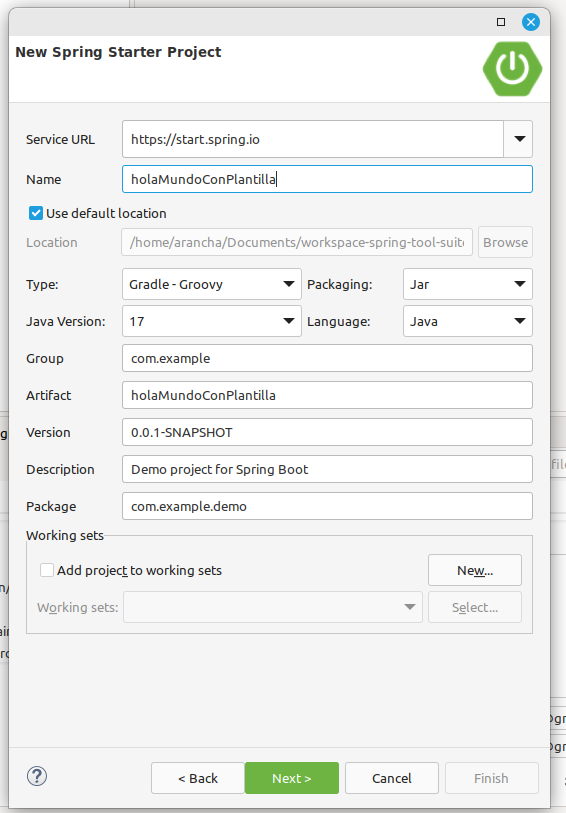 New Spring Starter Project
Service URL https://start.spring.io
Name holaMundoConPlantilla
Use default location
Location /home/arancha/Documents/workspace-spring-tool-suite Browse
Type: Gradle - Groovy Packaging: Jar
Java Version: 17 Language: Java
Group com.example
Artifact holaMundoConPlantilla
Version 0.0.1-SNAPSHOT
Description Demo project for Spring Boot
Package com.example.demo
Working sets
Add project to working sets New...
Working sets: Select...
? < Back Next > Cancel Finish